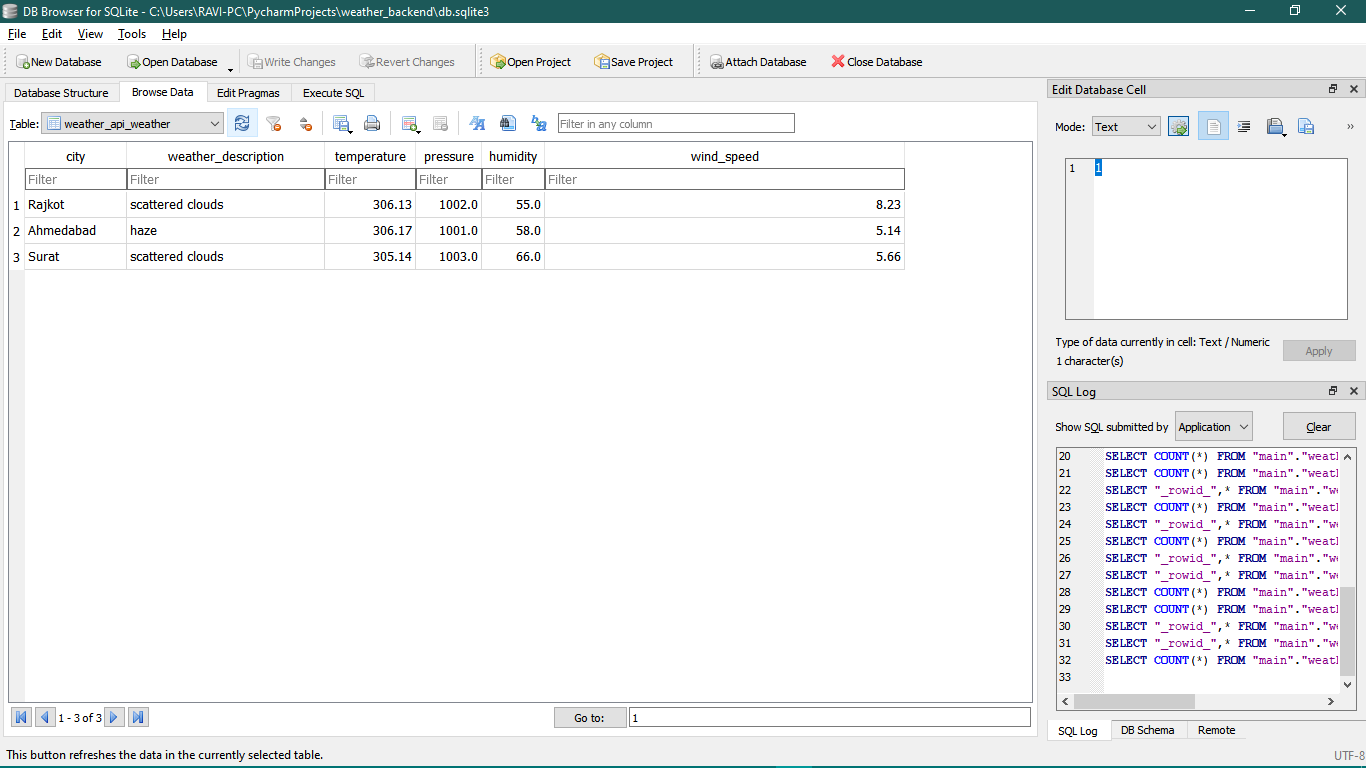 DB Browser for SQLite - C:\Users\RAVI-PC\PycharmProjects\weather_backend\db.sqlite3
File Edit View Tools Help
New Database Open Database Write Changes Revert Changes Open Project Save Project Attach Database Close Database
Database Structure Browse Data Edit Pragmas Execute SQL
Table: weather_api_weather Filter in any column
city weather_description temperature pressure humidity wind_speed
Filter Filter Filter Filter Filter Filter
1 Rajkot scattered clouds 306.13 1002.0 55.0 8.23
2 Ahmedabad haze 306.17 1001.0 58.0 5.14
3 Surat scattered clouds 305.14 1003.0 66.0 5.66
1 - 3 of 3 Go to: 1
This button refreshes the data in the currently selected table.
Edit Database Cell
Mode: Text
1 1
Type of data currently in cell: Text / Numeric
1 character(s)
Apply
SQL Log
Show SQL submitted by Application Clear
20 SELECT COUNT(*) FROM "main"."weat
21 SELECT COUNT(*) FROM "main"."weat
22 SELECT "_rowid_",* FROM "main"."we
23 SELECT COUNT(*) FROM "main"."weat
24 SELECT "_rowid_",* FROM "main"."we
25 SELECT COUNT(*) FROM "main"."weat
26 SELECT "_rowid_",* FROM "main"."we
27 SELECT "_rowid_",* FROM "main"."we
28 SELECT COUNT(*) FROM "main"."weat
29 SELECT COUNT(*) FROM "main"."weat
30 SELECT "_rowid_",* FROM "main"."we
31 SELECT "_rowid_",* FROM "main"."we
32 SELECT COUNT(*) FROM "main"."weat
33
SQL Log DB Schema Remote
UTF-8